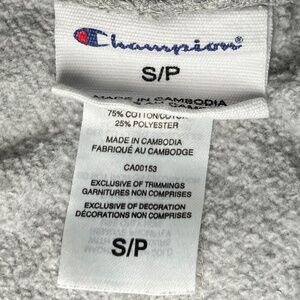 Champion®
S/P
MADE IN CAMBODIA
75% COTTON/COTON
25% POLYESTER
MADE IN CAMBODIA
FABRIQUÉ AU CAMBODGE
CA00153
EXCLUSIVE OF TRIMMINGS
GARNITURES NON COMPRISES
EXCLUSIVE OF DECORATION
DÉCORATIONS NON COMPRISES
S/P